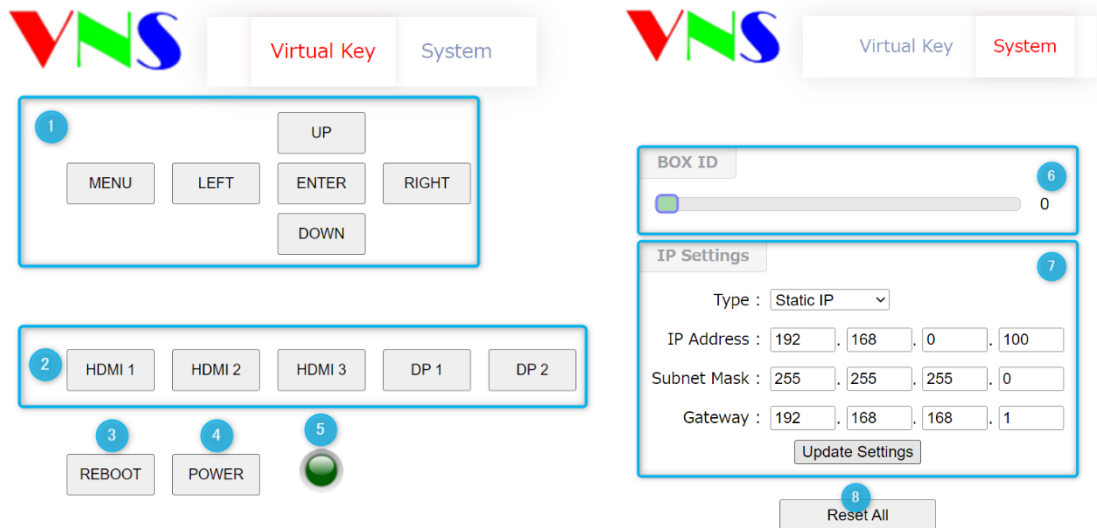 VNS
Virtual Key System
1
UP
MENU LEFT ENTER RIGHT
DOWN
2
HDMI 1 HDMI 2 HDMI 3 DP 1 DP 2
3 4 5
REBOOT POWER
VNS
Virtual Key System
BOX ID
6
0
IP Settings
7
Type : Static IP
IP Address : 192 . 168 . 0 . 100
Subnet Mask : 255 . 255 . 255 . 0
Gateway : 192 . 168 . 168 . 1
Update Settings
8
Reset All